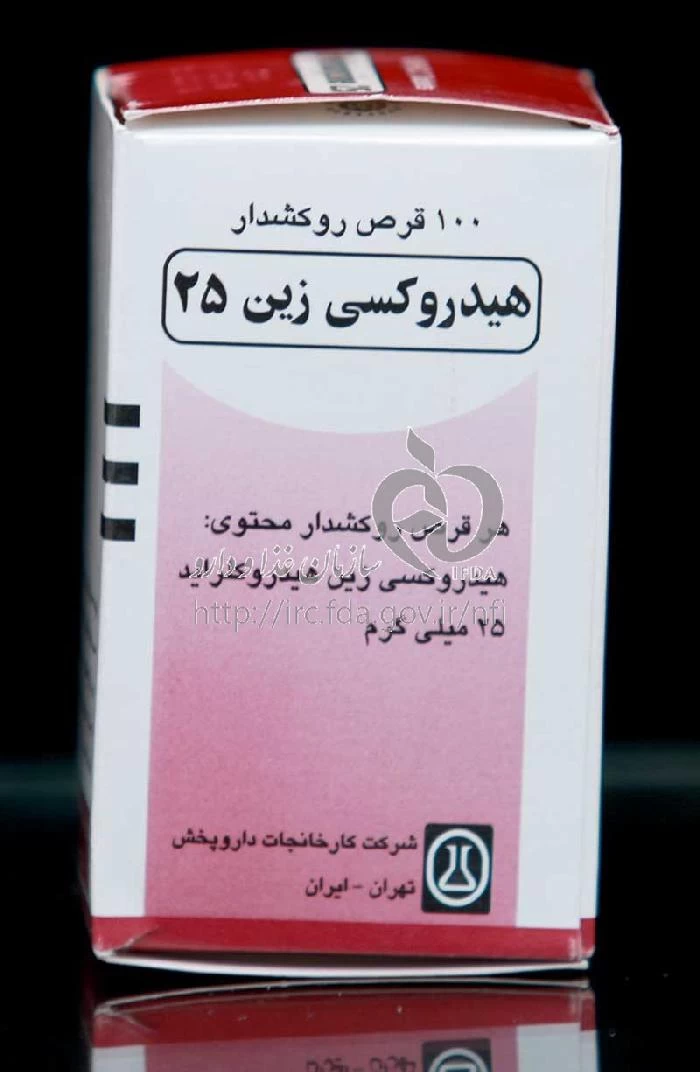 ۱۰۰ قرص روکشدار
هیدروکسی زین ۲۵
هر قرص روکشدار محتوی:
هیدروکسی زین هیدروکلراید
۲۵ میلی گرم
سازمان غذا و دارو
IFDA
http://irc.fda.gov.ir/nfi
شرکت کارخانجات داروپخش
تهران - ایران